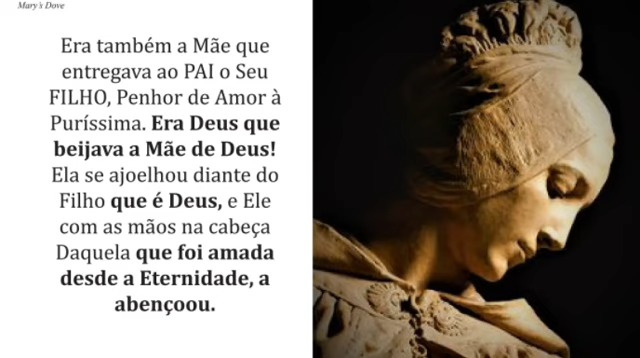 Mary's Dove
Era também a Mãe que
entregava ao PAI o Seu
FILHO, Penhor de Amor à
Puríssima. Era Deus que
beijava a Mãe de Deus!
Ela se ajoelhou diante do
Filho que é Deus, e Ele
com as mãos na cabeça
Daquela que foi amada
desde a Eternidade, a
abençoou.